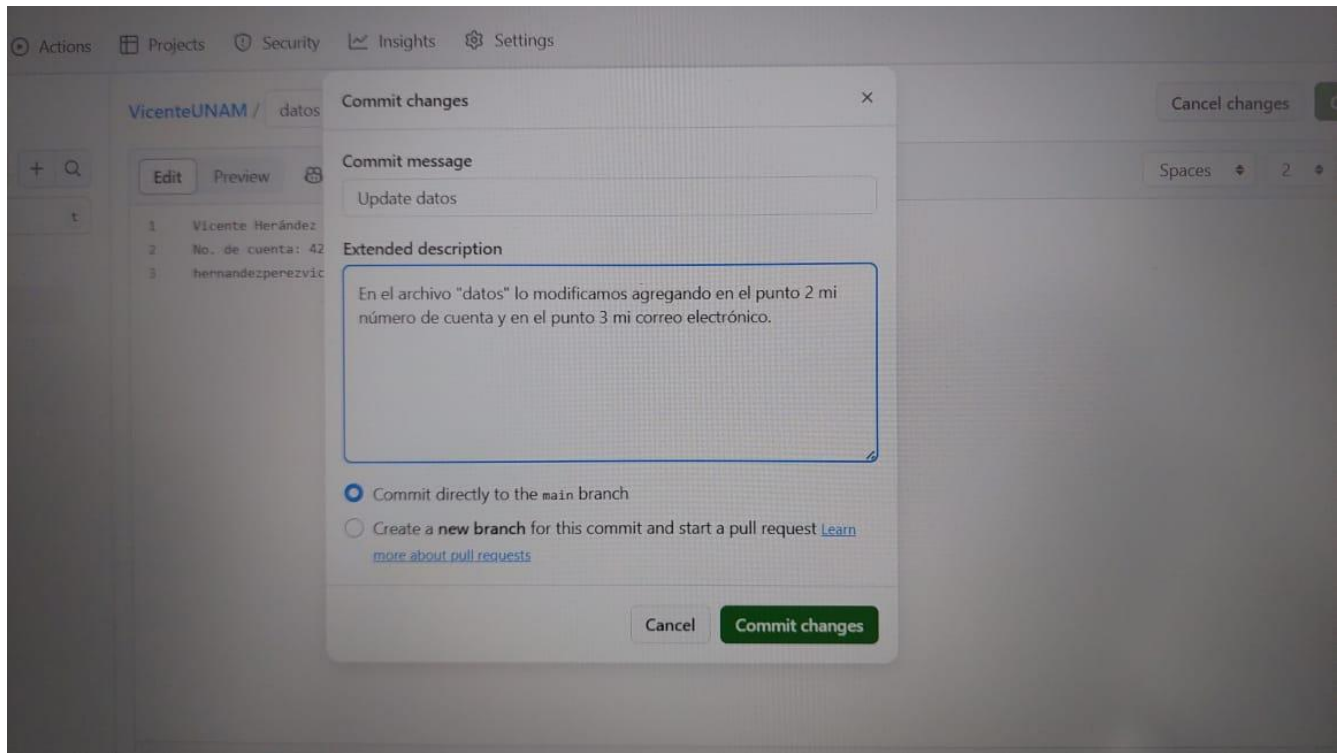 Actions Projects Security Insights Settings
VicenteUNAM / datos
Cancel changes
Commit changes
Commit message
Update datos
Edit Preview
Spaces 2
t
1 Vicente Herández
2 No. de cuenta: 42
3 hernandezperezvic
Extended description
En el archivo "datos" lo modificamos agregando en el punto 2 mi
número de cuenta y en el punto 3 mi correo electrónico.
Commit directly to the main branch
Create a new branch for this commit and start a pull request Learn
more about pull requests
Cancel Commit changes